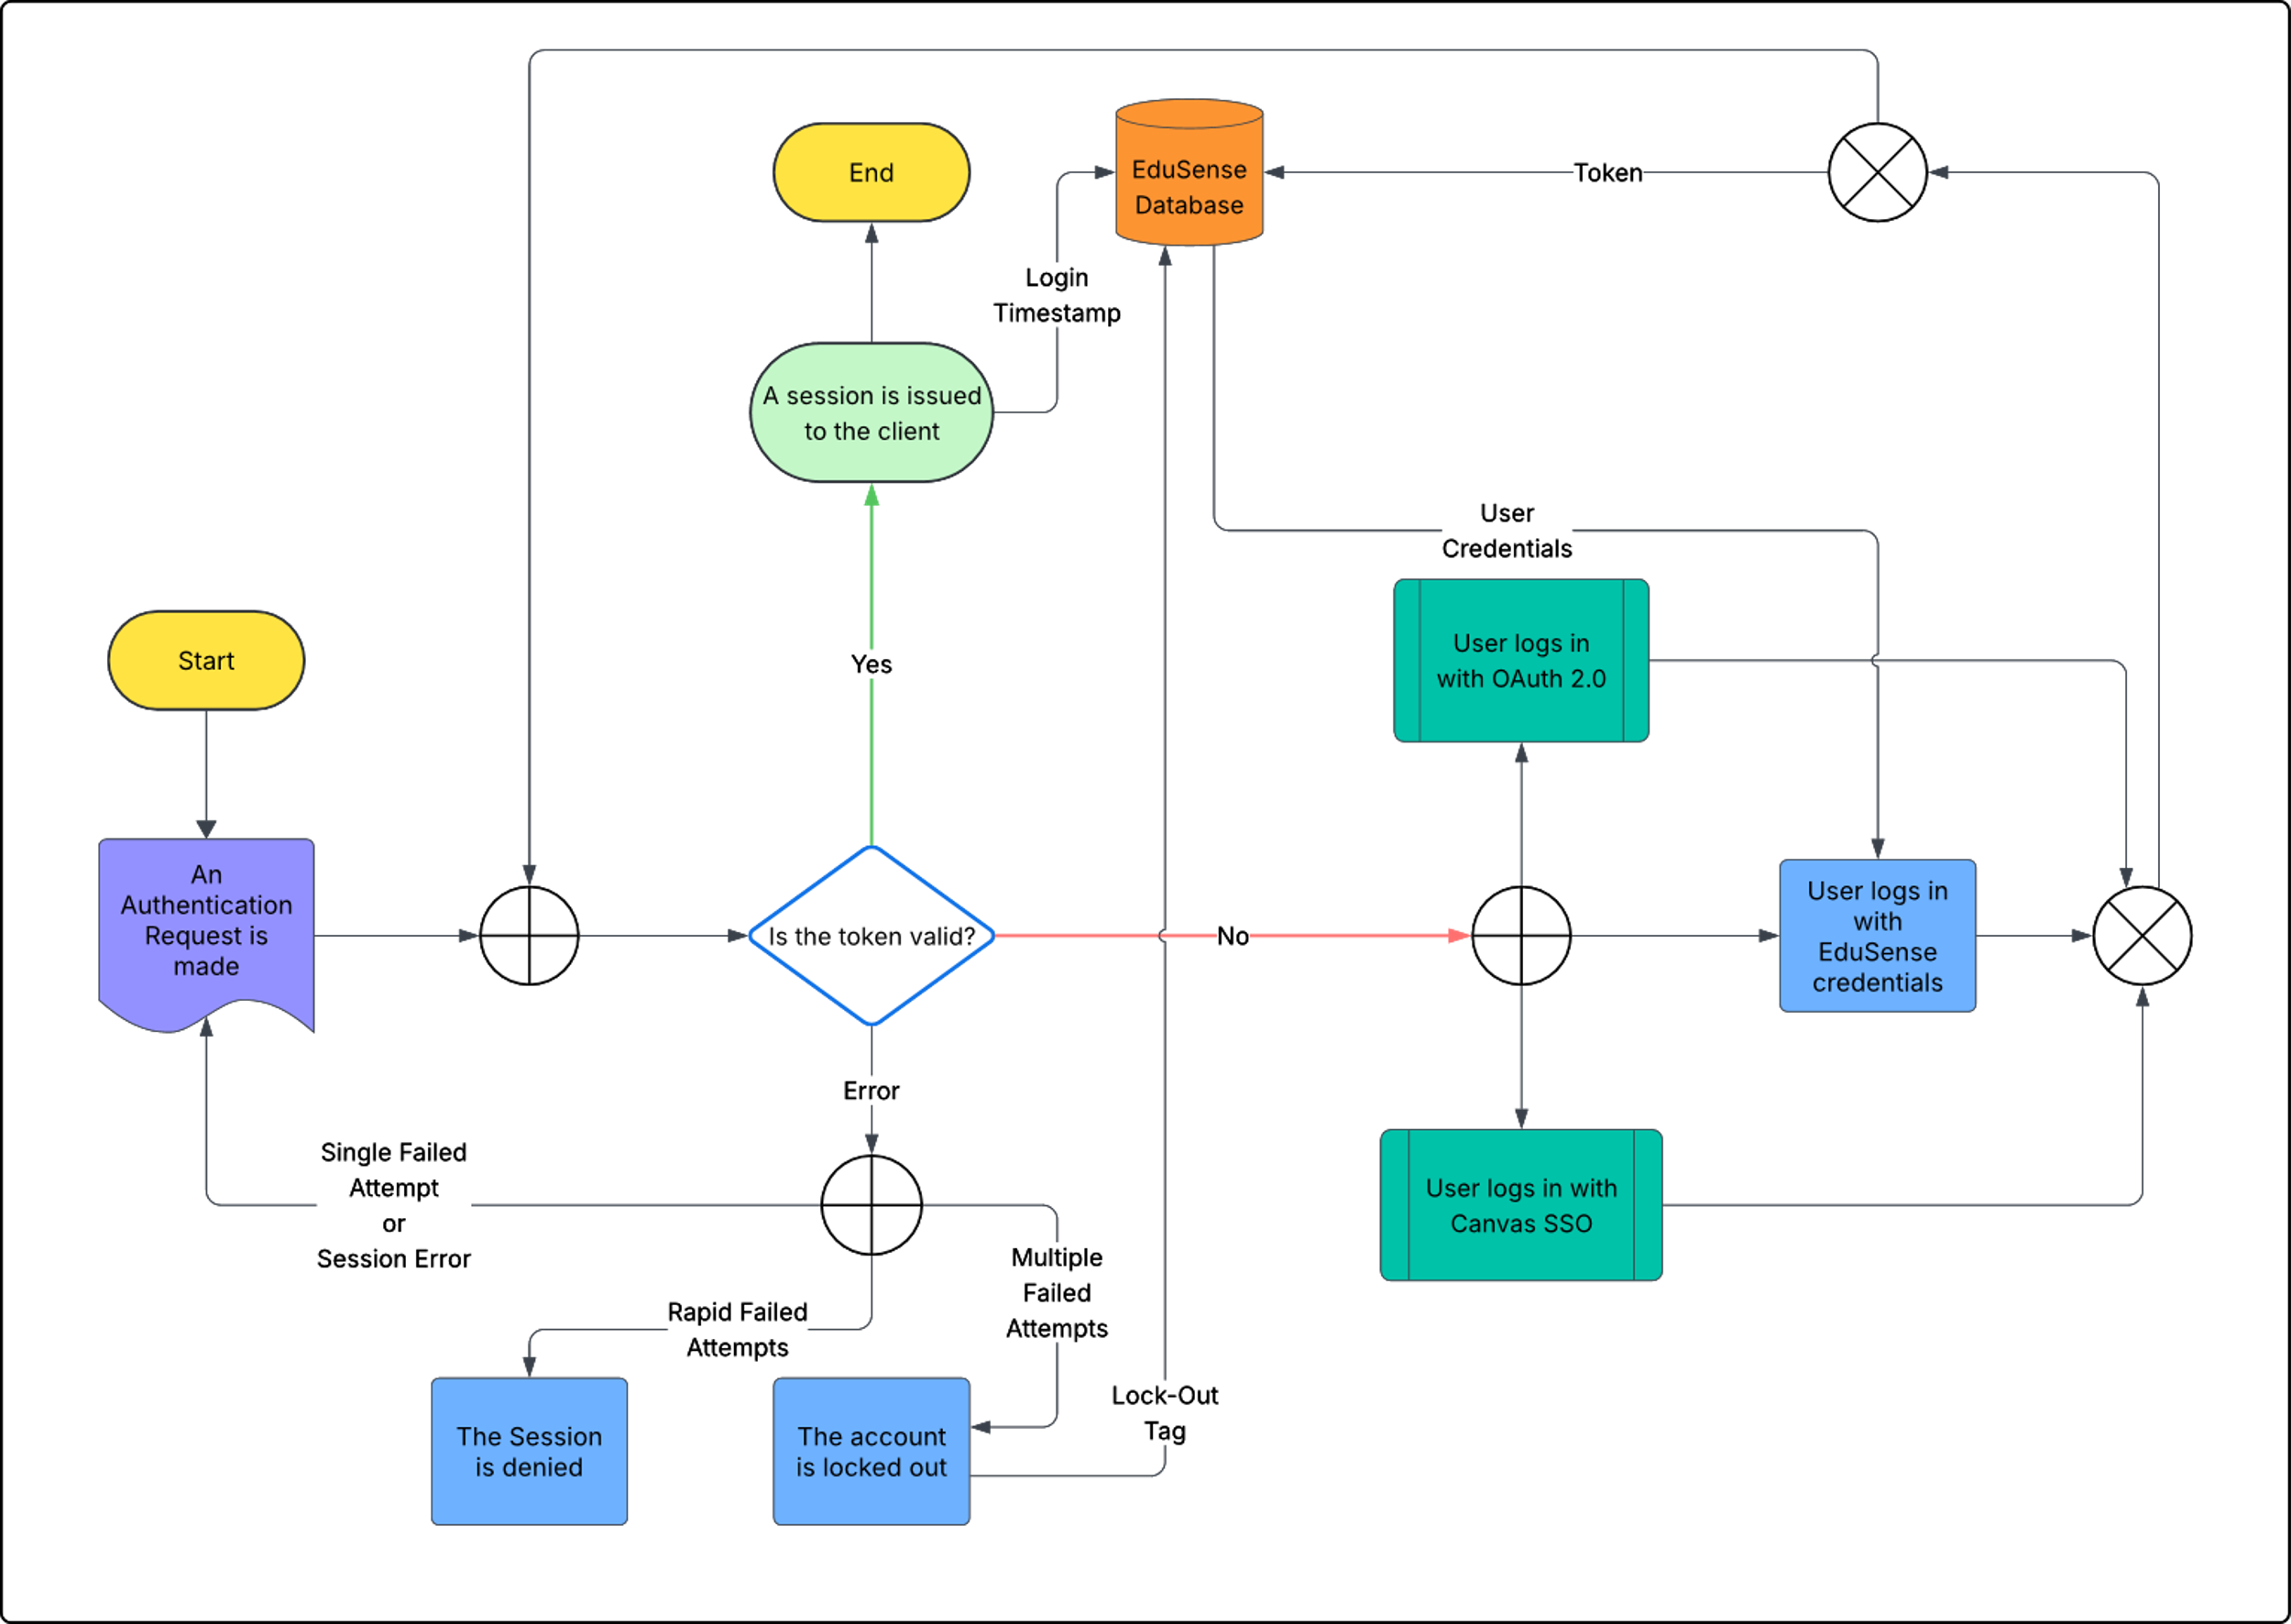 End
EduSense
Database
Token
Login
Timestamp
A session is issued
to the client
User
Credentials
Yes
Start
User logs in
with OAuth 2.0
An
Authentication
Request is
made
Is the token valid?
No
User logs in
with
EduSense
credentials
Error
Single Failed
Attempt
or
Session Error
User logs in with
Canvas SSO
Multiple
Failed
Attempts
Rapid Failed
Attempts
Lock-Out
Tag
The Session
is denied
The account
is locked out